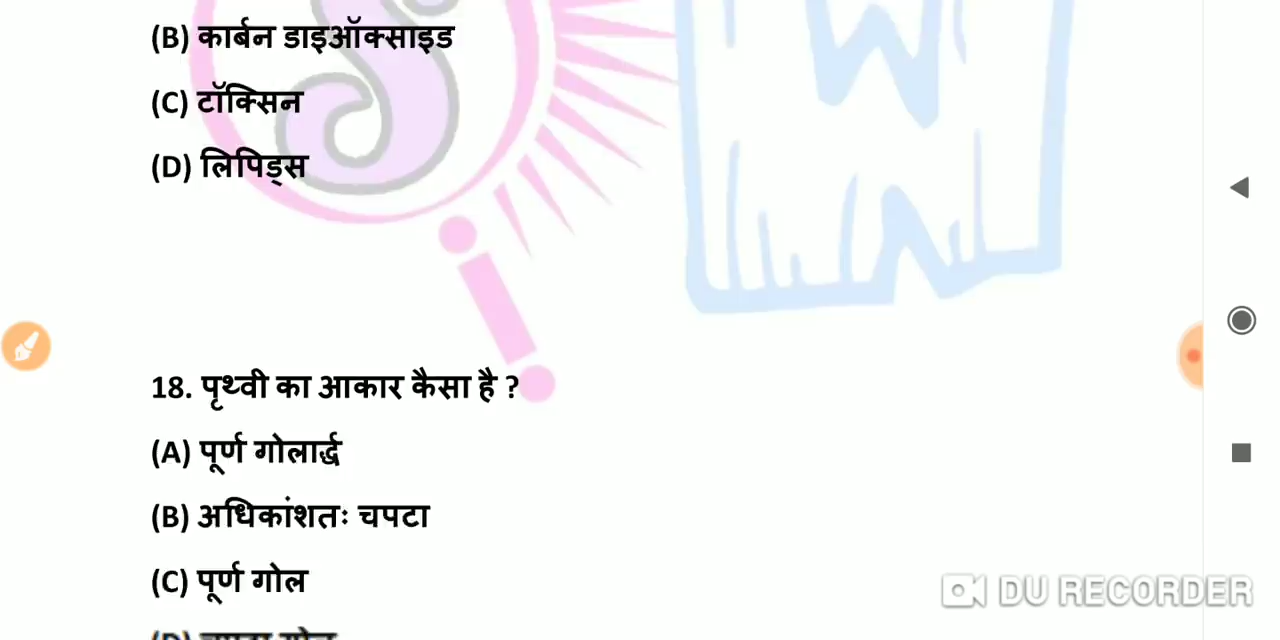 (B) कार्बन डाइऑक्साइड
(C) टॉक्सिन
(D) लिपिड्स
18. पृथ्वी का आकार कैसा है ?
(A) पूर्ण गोलार्द्ध
(B) अधिकांशतः चपटा
(C) पूर्ण गोल
DU RECORDER